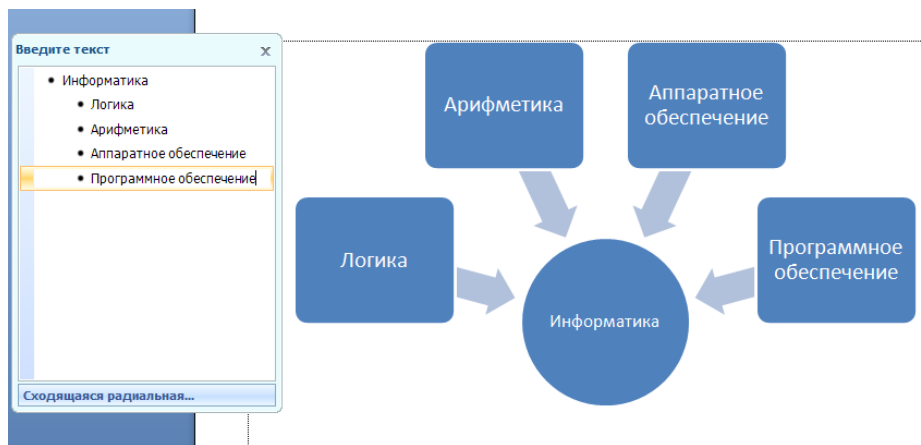 Введите текст
x
• Информатика
• Логика
• Арифметика
• Аппаратное обеспечение
• Программное обеспечение
Сходящаяся радиальная...
Арифметика
Аппаратное
обеспечение
Логика
Программное
обеспечение
Информатика